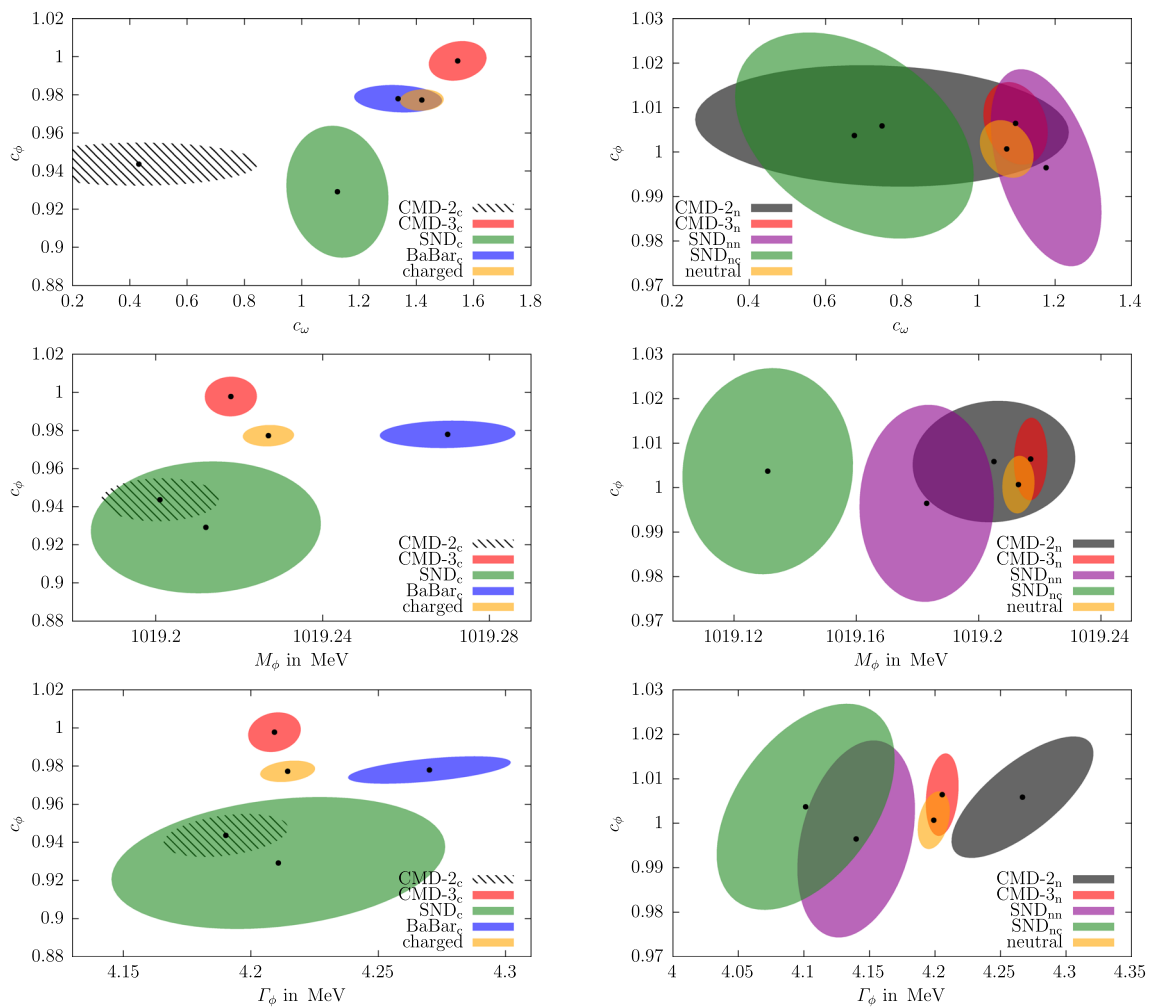 1.02
1
0.98
0.96
0.94
0.92
0.9
0.88
c_ϕ
0.2 0.4 0.6 0.8 1 1.2 1.4 1.6 1.8
c_ω
CMD-2_c
CMD-3_c
SND_c
BaBar_c
charged
1.03
1.02
1.01
1
0.99
0.98
0.97
c_ϕ
0.2 0.4 0.6 0.8 1 1.2 1.4
c_ω
CMD-2_n
CMD-3_n
SND_nn
SND_nc
neutral
1.02
1
0.98
0.96
0.94
0.92
0.9
0.88
c_ϕ
1019.2 1019.24 1019.28
M_ϕ in MeV
CMD-2_c
CMD-3_c
SND_c
BaBar_c
charged
1.03
1.02
1.01
1
0.99
0.98
0.97
c_ϕ
1019.12 1019.16 1019.2 1019.24
M_ϕ in MeV
CMD-2_n
CMD-3_n
SND_nn
SND_nc
neutral
1.02
1
0.98
0.96
0.94
0.92
0.9
0.88
c_ϕ
4.15 4.2 4.25 4.3
Γ_ϕ in MeV
CMD-2_c
CMD-3_c
SND_c
BaBar_c
charged
1.03
1.02
1.01
1
0.99
0.98
0.97
c_ϕ
4 4.05 4.1 4.15 4.2 4.25 4.3 4.35
Γ_ϕ in MeV
CMD-2_n
CMD-3_n
SND_nn
SND_nc
neutral